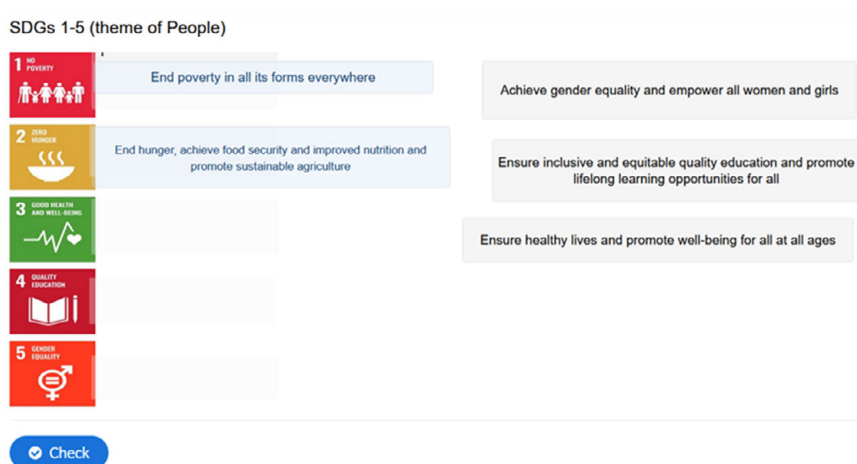 SDGs 1-5 (theme of People)
1 NO
POVERTY
End poverty in all its forms everywhere
Achieve gender equality and empower all women and girls
2 ZERO
HUNGER
End hunger, achieve food security and improved nutrition and
promote sustainable agriculture
Ensure inclusive and equitable quality education and promote
lifelong learning opportunities for all
3 GOOD HEALTH
AND WELL-BEING
Ensure healthy lives and promote well-being for all at all ages
4 QUALITY
EDUCATION
5 GENDER
EQUALITY
Check